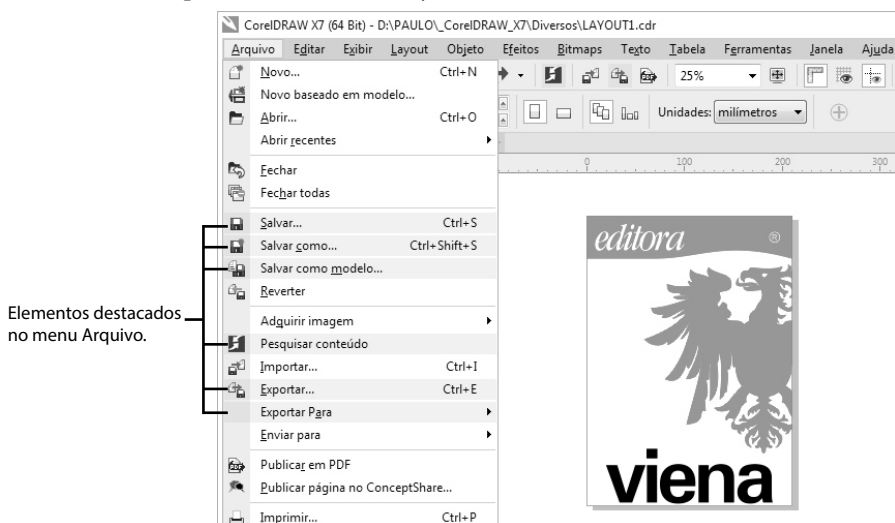 CorelDRAW X7 (64 Bit) - D:\PAULO\_CorelDRAW_X7\Diversos\LAYOUT1.cdr
Arquivo Editar Exibir Layout Objeto Efeitos Bitmaps Texto Tabela Ferramentas Janela Ajuda
Novo... Ctrl+N
25%
Novo baseado em modelo...
Abrir... Ctrl+O
Unidades: milímetros
Abrir recentes
0 100 200 300
Fechar
Fechar todas
Salvar... Ctrl+S
Salvar como... Ctrl+Shift+S
Salvar como modelo...
Reverter
Adquirir imagem
Pesquisar conteúdo
Importar... Ctrl+I
Exportar... Ctrl+E
Exportar Para
Enviar para
Publicar em PDF
Publicar página no ConceptShare...
Imprimir... Ctrl+P
Elementos destacados
no menu Arquivo.
editora ®
viena